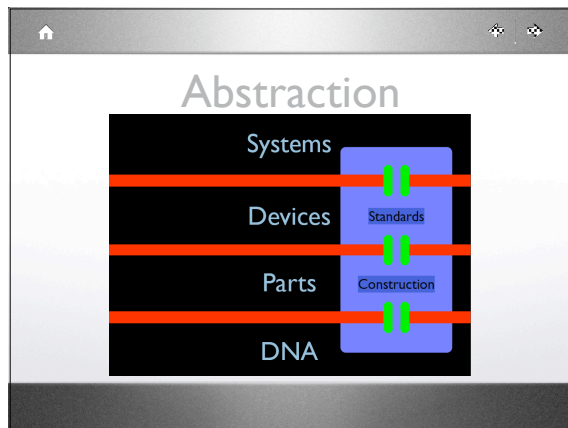 Abstraction
Systems
Devices
Standards
Parts
Construction
DNA